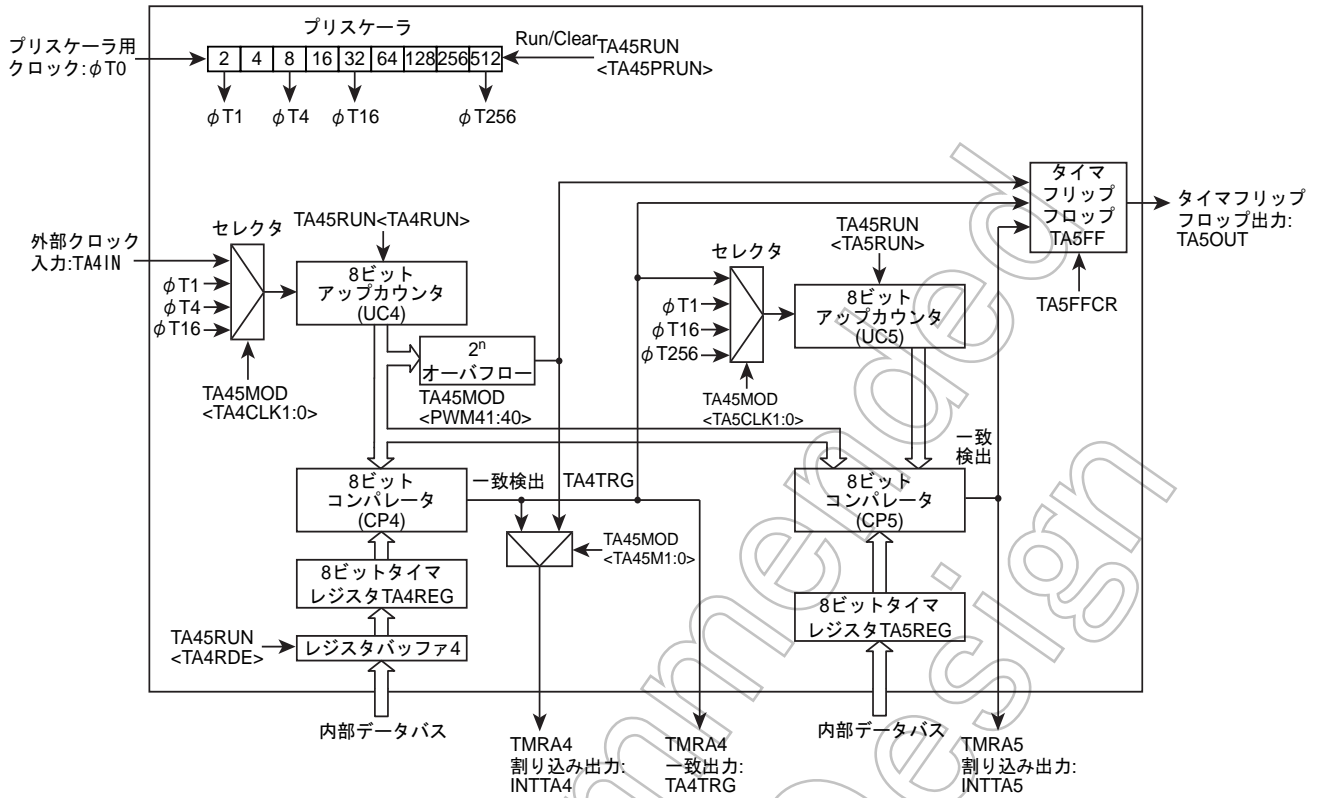 プリスケーラ
プリスケーラ用
クロック:φT0
2 4 8 16 32 64 128 256 512
Run/Clear
TA45RUN
<TA45PRUN>
φT1 φT4 φT16 φT256
タイマ
フリップ
フロップ
TA5FF
タイマフリップ
フロップ出力:
TA5OUT
TA5FFCR
外部クロック
入力:TA4IN
セレクタ
TA45RUN<TA4RUN>
φT1
φT4
φT16
8ビット
アップカウンタ
(UC4)
TA45MOD
<TA4CLK1:0>
2n
オーバフロー
TA45MOD
<PWM41:40>
セレクタ
TA45RUN
<TA5RUN>
φT1
φT16
φT256
8ビット
アップカウンタ
(UC5)
TA45MOD
<TA5CLK1:0>
8ビット
コンパレータ
(CP4)
一致検出 TA4TRG
8ビット
コンパレータ
(CP5)
一致
検出
TA45MOD
<TA45M1:0>
8ビットタイマ
レジスタTA4REG
TA45RUN
<TA4RDE>
レジスタバッファ4
8ビットタイマ
レジスタTA5REG
内部データバス
内部データバス
TMRA4
割り込み出力:
INTTA4
TMRA4
一致出力:
TA4TRG
TMRA5
割り込み出力:
INTTA5
mmended
Design